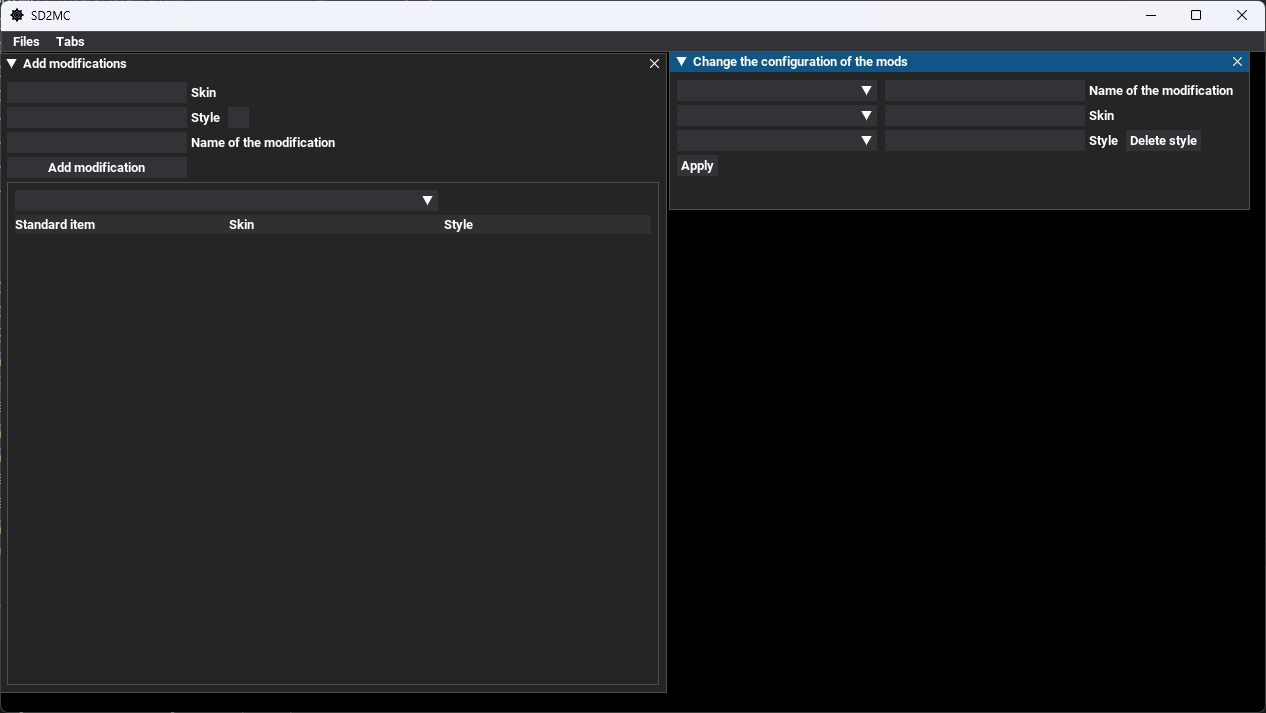 SD2MC
Files Tabs
Add modifications
Skin
Style
Name of the modification
Add modification
Standard item Skin Style
Change the configuration of the mods
Name of the modification
Skin
Style Delete style
Apply